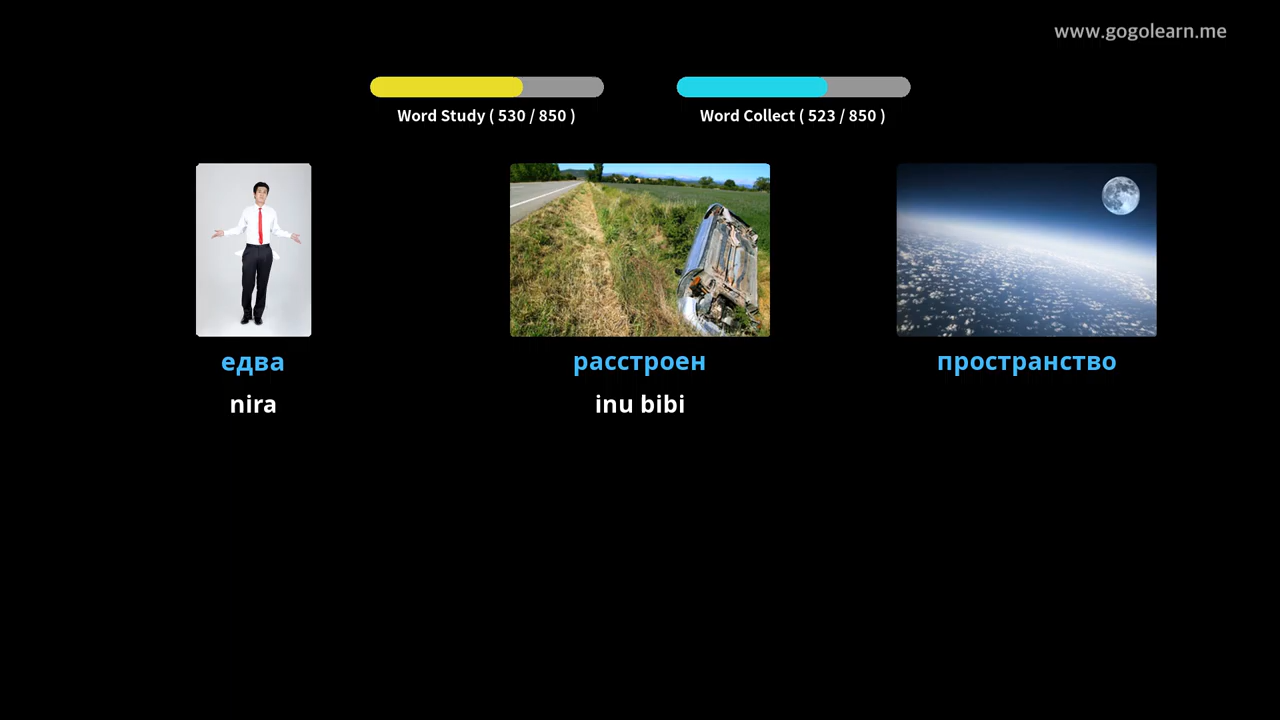 www.gogolearn.me
Word Study ( 530 / 850 )
Word Collect ( 523 / 850 )
едва
расстроен
пространство
nira
inu bibi